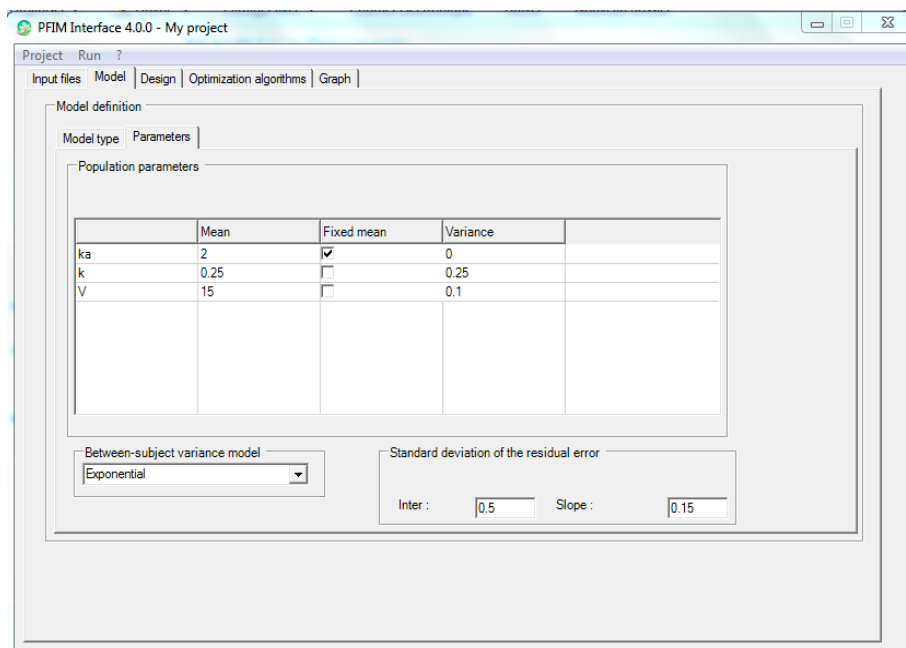 PFIM Interface 4.0.0 - My project
Project Run ?
Input files Model Design Optimization algorithms Graph
Model definition
Model type Parameters
Population parameters
Mean Fixed mean Variance
ka 2 0
k 0.25 0.25
V 15 0.1
Between-subject variance model Standard deviation of the residual error
Exponential
Inter : 0.5 Slope : 0.15